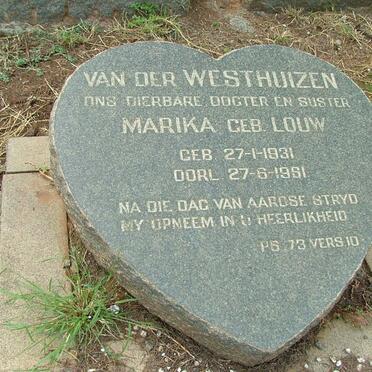 VAN DER WESTHUIZEN
ONS DIERBARE DOGTER EN SUSTER
MARIKA GEB. LOUW
GEB. 27-1-1931
OORL. 27-6-1981
NA DIE DAG VAN AARDSE STRYD
MY OPNEEM IN U HEERLIKHEID
PS. 73 VERS 10